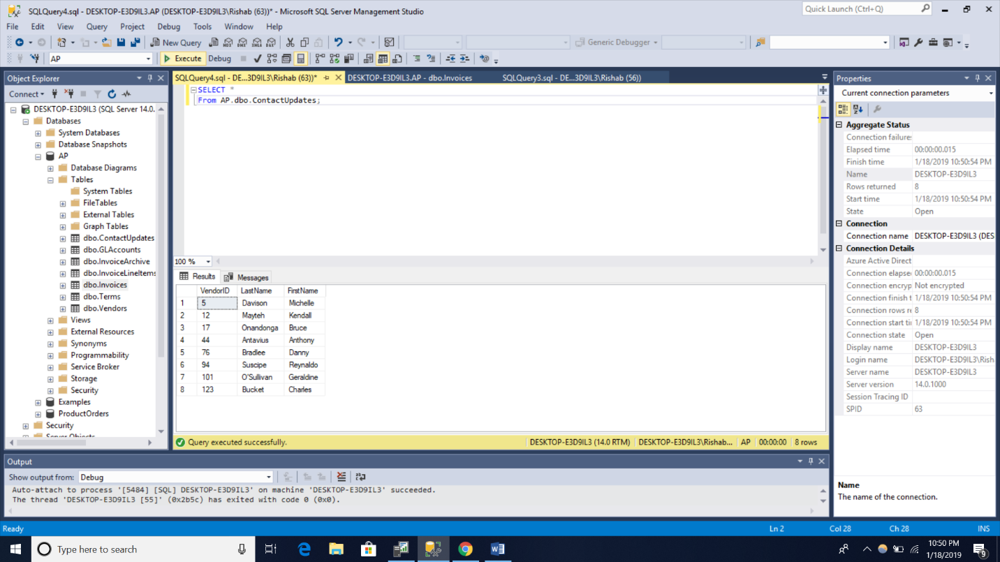 SQLQuery4.sql - DESKTOP-E3D9IL3.AP (DESKTOP-E3D9IL3\Rishab (63))* - Microsoft SQL Server Management Studio
Quick Launch (Ctrl+Q)
File Edit View Query Project Debug Tools Window Help
New Query
Generic Debugger
AP
Execute Debug
Object Explorer
Connect
DESKTOP-E3D9IL3 (SQL Server 14.0.
Databases
System Databases
Database Snapshots
AP
Database Diagrams
Tables
System Tables
FileTables
External Tables
Graph Tables
dbo.ContactUpdates
dbo.GLAccounts
dbo.InvoiceArchive
dbo.InvoiceLineItems
dbo.Invoices
dbo.Terms
dbo.Vendors
Views
External Resources
Synonyms
Programmability
Service Broker
Storage
Security
Examples
ProductOrders
Security
Server Objects
SQLQuery4.sql - DE...3D9IL3\Rishab (63))*
DESKTOP-E3D9IL3.AP - dbo.Invoices
SQLQuery3.sql - DE...3D9IL3\Rishab (56))
SELECT *
From AP.dbo.ContactUpdates;
100 %
Results Messages
VendorID LastName FirstName
1 5 Davison Michelle
2 12 Mayteh Kendall
3 17 Onandonga Bruce
4 44 Antavius Anthony
5 76 Bradlee Danny
6 94 Suscipe Reynaldo
7 101 O'Sullivan Geraldine
8 123 Bucket Charles
Query executed successfully.
DESKTOP-E3D9IL3 (14.0 RTM) DESKTOP-E3D9IL3\Rishab... AP 00:00:00 8 rows
Properties
Current connection parameters
Aggregate Status
Connection failures
Elapsed time 00:00:00.015
Finish time 1/18/2019 10:50:54 PM
Name DESKTOP-E3D9IL3
Rows returned 8
Start time 1/18/2019 10:50:54 PM
State Open
Connection
Connection name DESKTOP-E3D9IL3 (DES
Connection Details
Azure Active Direct
Connection elapse 00:00:00.015
Connection encryp Not encrypted
Connection finish t 1/18/2019 10:50:54 PM
Connection rows re 8
Connection start ti 1/18/2019 10:50:54 PM
Connection state Open
Display name DESKTOP-E3D9IL3
Login name DESKTOP-E3D9IL3\Rish
Server name DESKTOP-E3D9IL3
Server version 14.0.1000
Session Tracing ID
SPID 63
Name
The name of the connection.
Output
Show output from: Debug
Auto-attach to process '[5484] [SQL] DESKTOP-E3D9IL3' on machine 'DESKTOP-E3D9IL3' succeeded.
The thread 'DESKTOP-E3D9IL3 [55]' (0x2b5c) has exited with code 0 (0x0).
Ready Ln 2 Col 28 Ch 28 INS
Type here to search
10:50 PM
1/18/2019
9